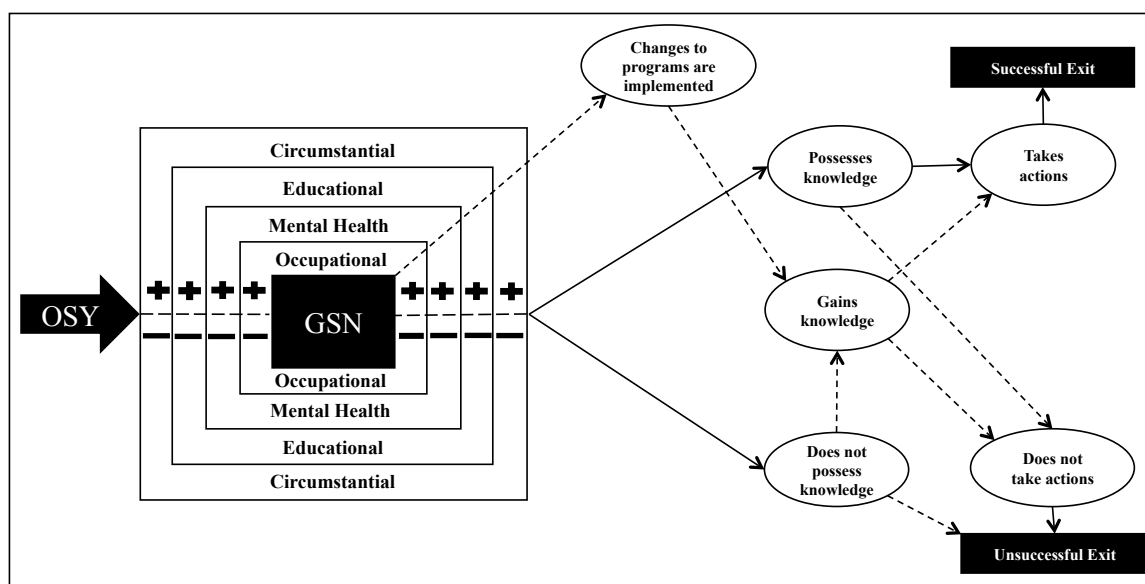 Changes to
programs are
implemented
Successful Exit
Circumstantial
Educational
Mental Health
Occupational
Possesses
knowledge
Takes
actions
OSY
GSN
Gains
knowledge
Occupational
Mental Health
Educational
Circumstantial
Does not
possess
knowledge
Does not
take actions
Unsuccessful Exit